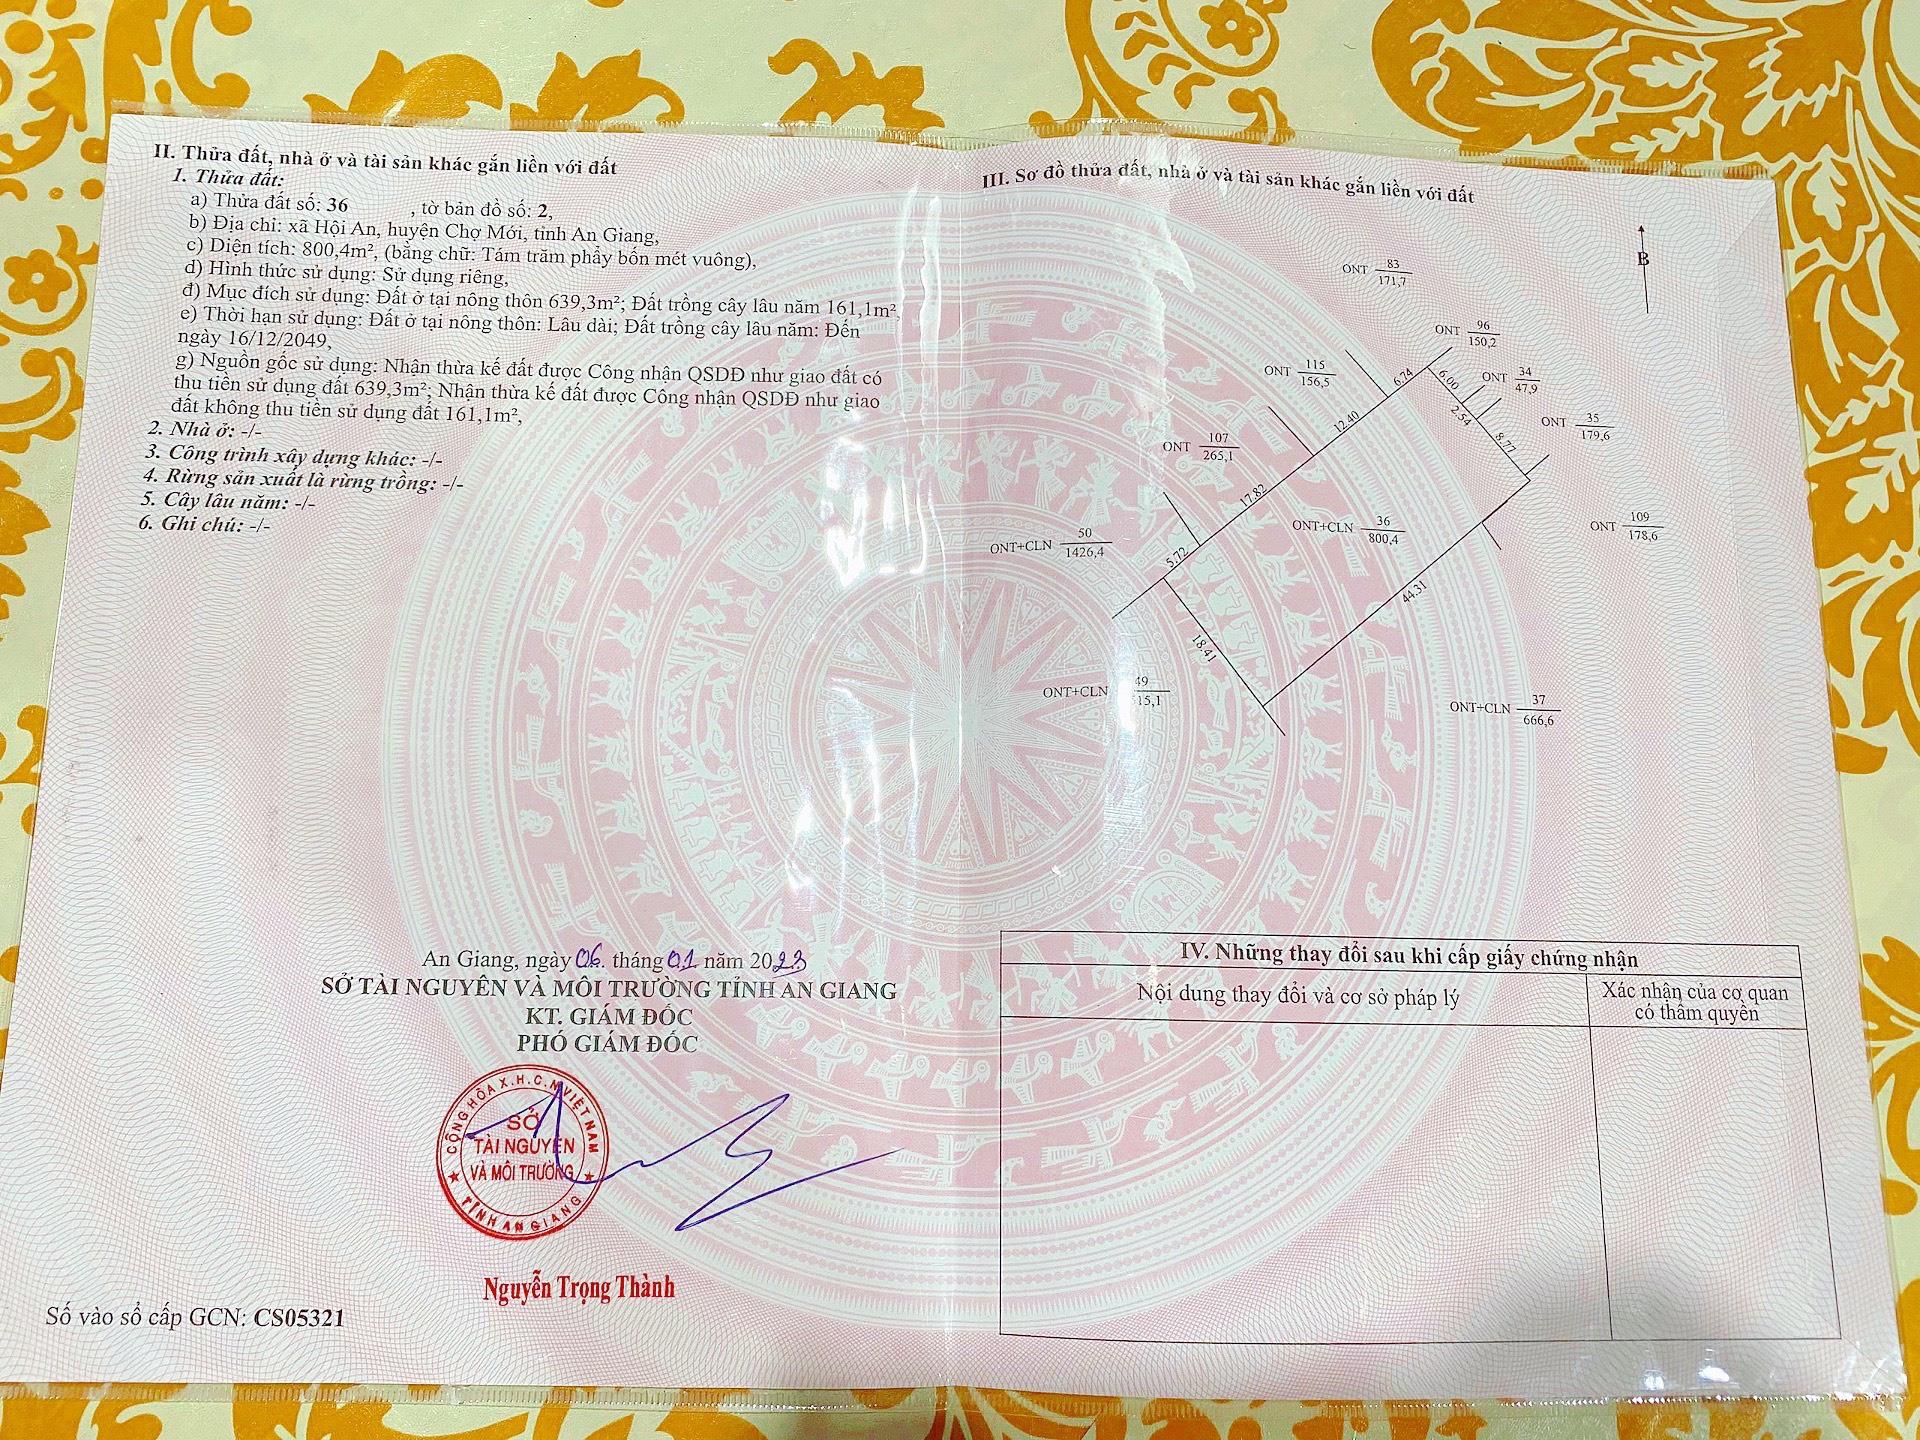 II. Thửa đất, nhà ở và tài sản khác gắn liền với đất
1. Thửa đất:
a) Thửa đất số: 36 , tờ bản đồ số: 2,
b) Địa chỉ: xã Hội An, huyện Chợ Mới, tỉnh An Giang,
c) Diện tích: 800,4m², (bằng chữ: Tám trăm phẩy bốn mét vuông),
d) Hình thức sử dụng: Sử dụng riêng,
đ) Mục đích sử dụng: Đất ở tại nông thôn 639,3m²; Đất trồng cây lâu năm 161,1m²,
e) Thời hạn sử dụng: Đất ở tại nông thôn: Lâu dài; Đất trồng cây lâu năm: Đến
ngày 16/12/2049,
g) Nguồn gốc sử dụng: Nhận thừa kế đất được Công nhận QSDĐ như giao đất có
thu tiền sử dụng đất 639,3m²; Nhận thừa kế đất được Công nhận QSDĐ như giao
đất không thu tiền sử dụng đất 161,1m²,
2. Nhà ở: -/-
3. Công trình xây dựng khác: -/-
4. Rừng sản xuất là rừng trồng: -/-
5. Cây lâu năm: -/-
6. Ghi chú: -/-
An Giang, ngày 06 tháng 01 năm 2023
SỞ TÀI NGUYÊN VÀ MÔI TRƯỜNG TỈNH AN GIANG
KT. GIÁM ĐỐC
PHÓ GIÁM ĐỐC
CỘNG HÒA X.H.C.N VIỆT NAM
SỞ
TÀI NGUYÊN
VÀ MÔI TRƯỜNG
TỈNH AN GIANG
Nguyễn Trọng Thành
Số vào sổ cấp GCN: CS05321
III. Sơ đồ thửa đất, nhà ở và tài sản khác gắn liền với đất
B
ONT 83
171,7
ONT 96
150,2
ONT 115
156,5
ONT 34
47,9
ONT 35
179,6
ONT 107
265,1
ONT 109
178,6
ONT+CLN 36
800,4
ONT+CLN 50
1426,4
ONT+CLN 49
15,1
ONT+CLN 37
666,6
6.74
6.00
2.54
8.77
12.40
17.82
5.72
18.41
44.31
IV. Những thay đổi sau khi cấp giấy chứng nhận
Nội dung thay đổi và cơ sở pháp lý
Xác nhận của cơ quan
có thẩm quyền